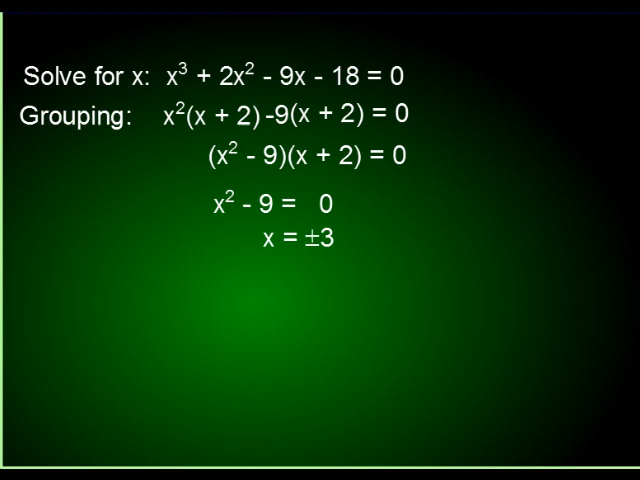 Solve for x: x³ + 2x² - 9x - 18 = 0
Grouping: x²(x + 2) -9(x + 2) = 0
(x² - 9)(x + 2) = 0
x² - 9 = 0
x = ±3